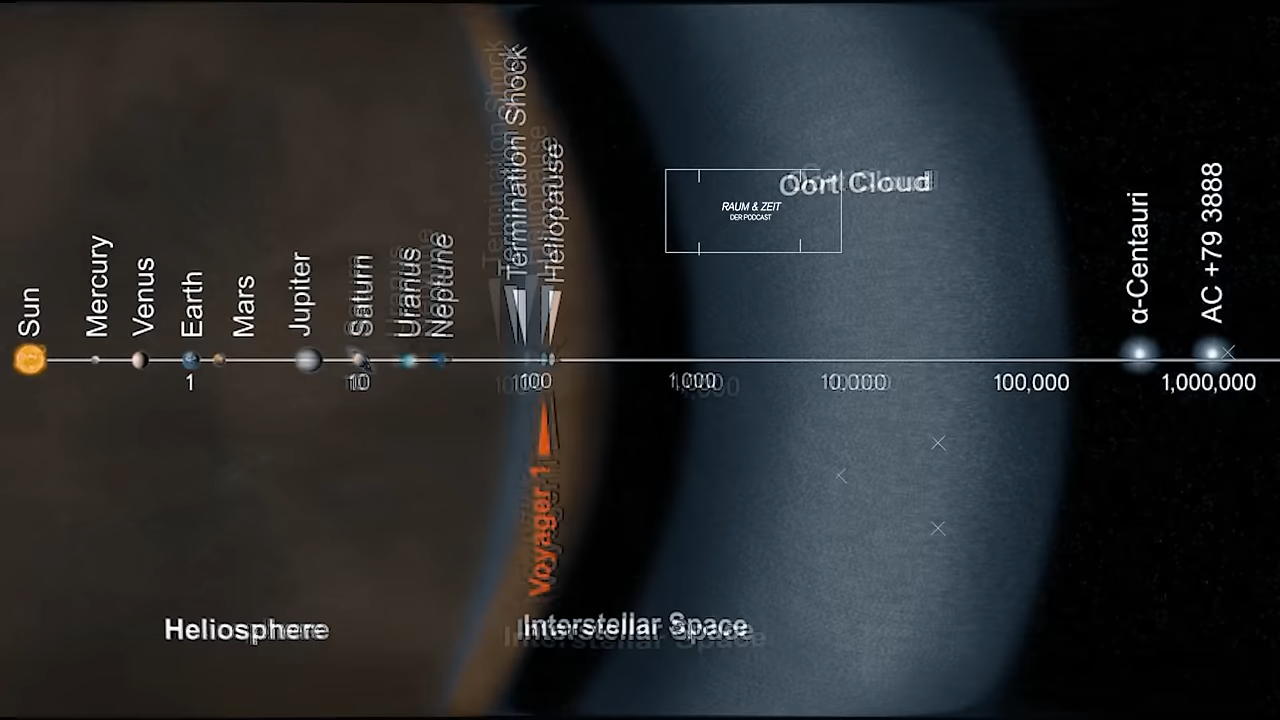 Sun
Mercury
Venus
Earth
Mars
Jupiter
Saturn
Uranus
Neptune
Termination Shock
Heliopause
Oort Cloud
RAUM & ZEIT
DER PODCAST
α-Centauri
AC +79 3888
1
10
100
1,000
10,000
100,000
1,000,000
Voyager 1
Heliosphere
Interstellar Space